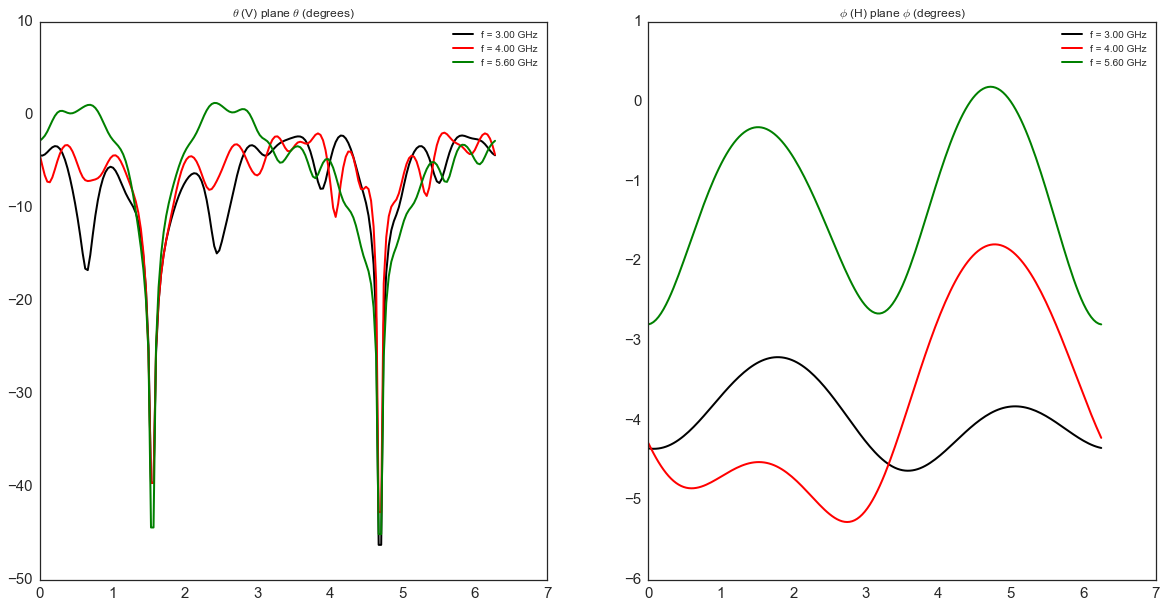 θ (V) plane θ (degrees)
10
0
−10
−20
−30
−40
−50
0 1 2 3 4 5 6 7
f = 3.00 GHz
f = 4.00 GHz
f = 5.60 GHz
ϕ (H) plane ϕ (degrees)
1
0
−1
−2
−3
−4
−5
−6
0 1 2 3 4 5 6 7
f = 3.00 GHz
f = 4.00 GHz
f = 5.60 GHz